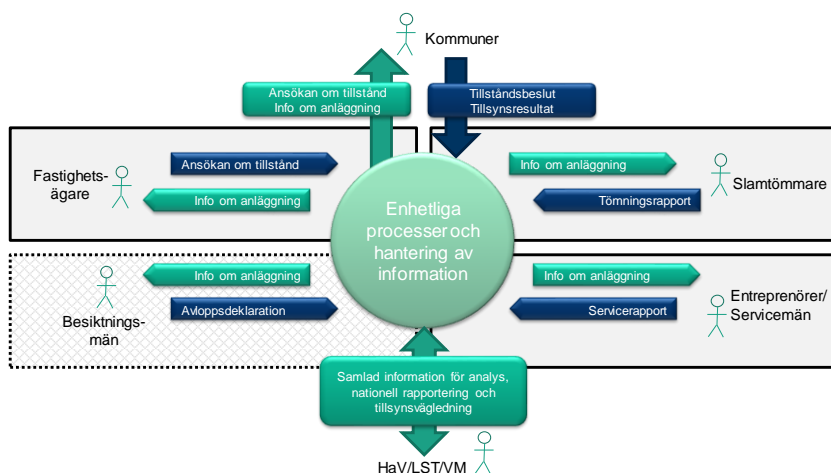 Kommuner
Ansökan om tillstånd
Info om anläggning
Tillståndsbeslut
Tillsynsresultat
Fastighets-
ägare
Ansökan om tillstånd
Info om anläggning
Info om anläggning
Tömningsrapport
Slamtömmare
Enhetliga
processer och
hantering av
information
Besiktnings-
män
Info om anläggning
Avloppsdeklaration
Info om anläggning
Servicerapport
Entreprenörer/
Servicemän
Samlad information för analys,
nationell rapportering och
tillsynsvägledning
HaV/LST/VM